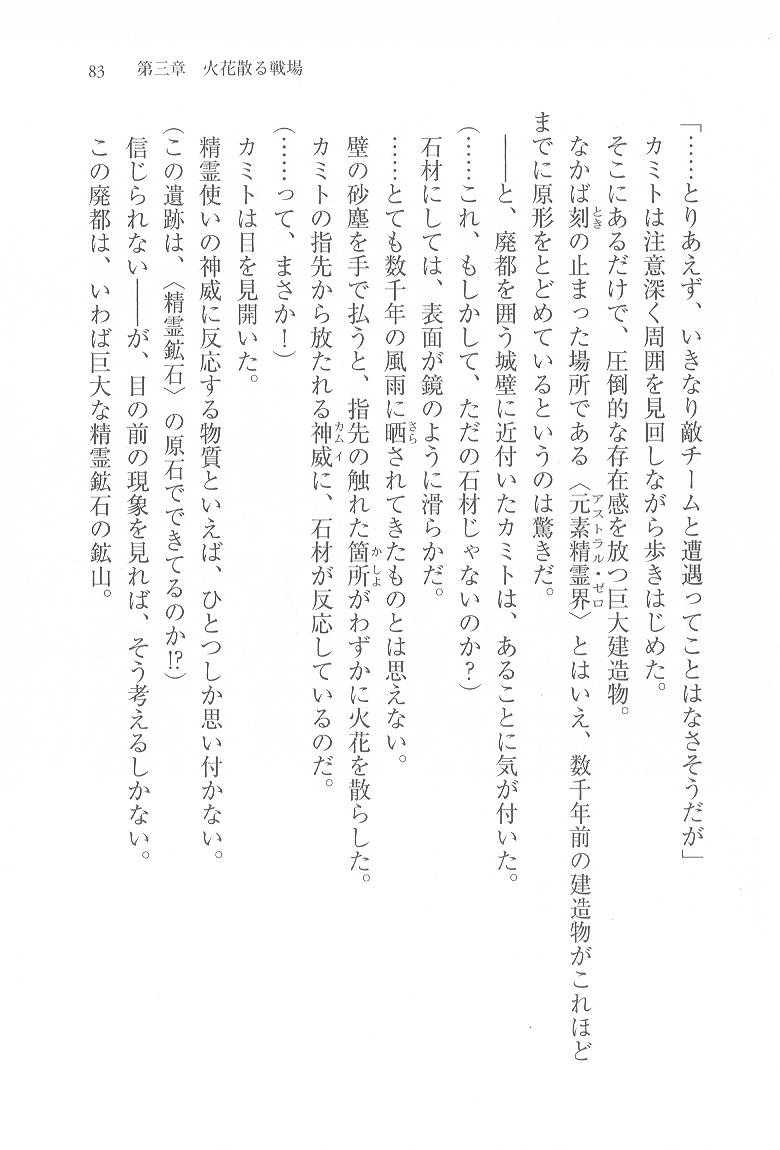 83　第三章　火花散る戦場
「……とりあえず、いきなり敵チームと遭遇ってことはなさそうだが」
カミトは注意深く周囲を見回しながら歩きはじめた。
そこにあるだけで、圧倒的な存在感を放つ巨大建造物。
なかば刻の止まった場所である〈元素精霊界〉とはいえ、数千年前の建造物がこれほど
とき
アストラル・ゼロ
までに原形をとどめているというのは驚きだ。
――と、廃都を囲う城壁に近付いたカミトは、あることに気が付いた。
（……これ、もしかして、ただの石材じゃないのか？）
石材にしては、表面が鏡のように滑らかだ。
……とても数千年の風雨に晒されてきたものとは思えない。
さら
壁の砂塵を手で払うと、指先の触れた箇所がわずかに火花を散らした。
かしよ
カミトの指先から放たれる神威に、石材が反応しているのだ。
カムイ
（……って、まさか！）
カミトは目を見開いた。
精霊使いの神威に反応する物質といえば、ひとつしか思い付かない。
（この遺跡は、〈精霊鉱石〉の原石でできてるのか!?）
信じられない――が、目の前の現象を見れば、そう考えるしかない。
この廃都は、いわば巨大な精霊鉱石の鉱山。